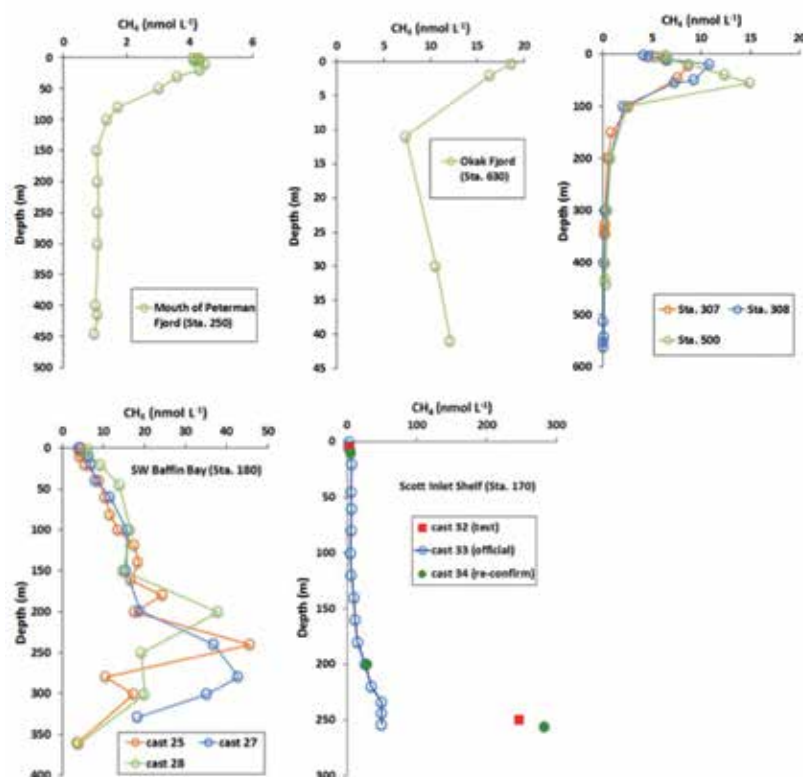 CH₄ (nmol L⁻¹)
0 2 4 6
0
50
100
150
200
250
300
350
400
450
500
Depth (m)
Mouth of Peterman
Fjord (Sta. 250)
CH₄ (nmol L⁻¹)
0 5 10 15 20
0
5
10
15
20
25
30
35
40
45
Depth (m)
Okak Fjord
(Sta. 630)
CH₄ (nmol L⁻¹)
0 5 10 15 20
0
100
200
300
400
500
600
Depth (m)
Sta. 307 Sta. 308
Sta. 500
CH₄ (nmol L⁻¹)
0 10 20 30 40 50
0
50
100
150
200
250
300
350
400
Depth (m)
SW Baffin Bay (Sta. 180)
cast 25 cast 27
cast 28
CH₄ (nmol L⁻¹)
0 100 200 300
0
50
100
150
200
250
300
Depth (m)
Scott Inlet Shelf (Sta. 170)
cast 32 (test)
cast 33 (official)
cast 34 (re-confirm)